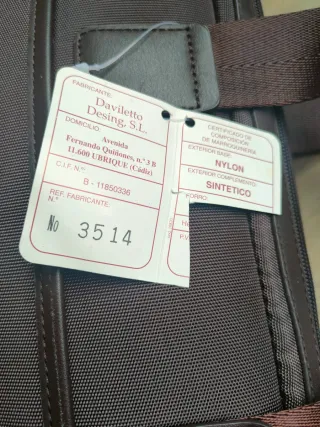 FABRICANTE:
Daviletto
Desing, S.L.
DOMICILIO:
Avenida
Fernando Quiñones, n.º 3 B
11.600 UBRIQUE (Cádiz)
C.I.F. N.º:
B - 11850336
REF. FABRICANTE:
N.º
№ 3514
CERTIFICADO DE
COMPOSICIÓN
DE MARROQUINERIA
EXTERIOR BASE:
NYLON
EXTERIOR COMPLEMENTO:
SINTETICO
FORRO: